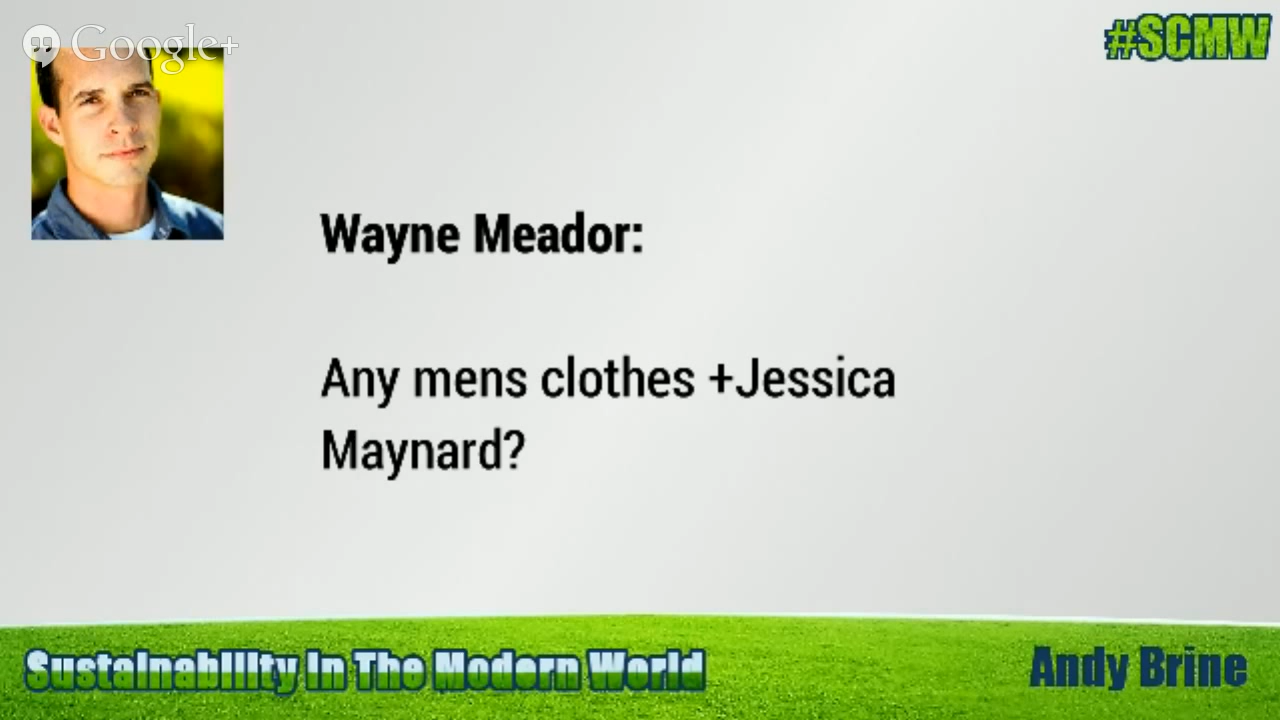 Google+
#SCMW
Wayne Meador:
Any mens clothes +Jessica
Maynard?
Sustainability In The Modern World
Andy Brine